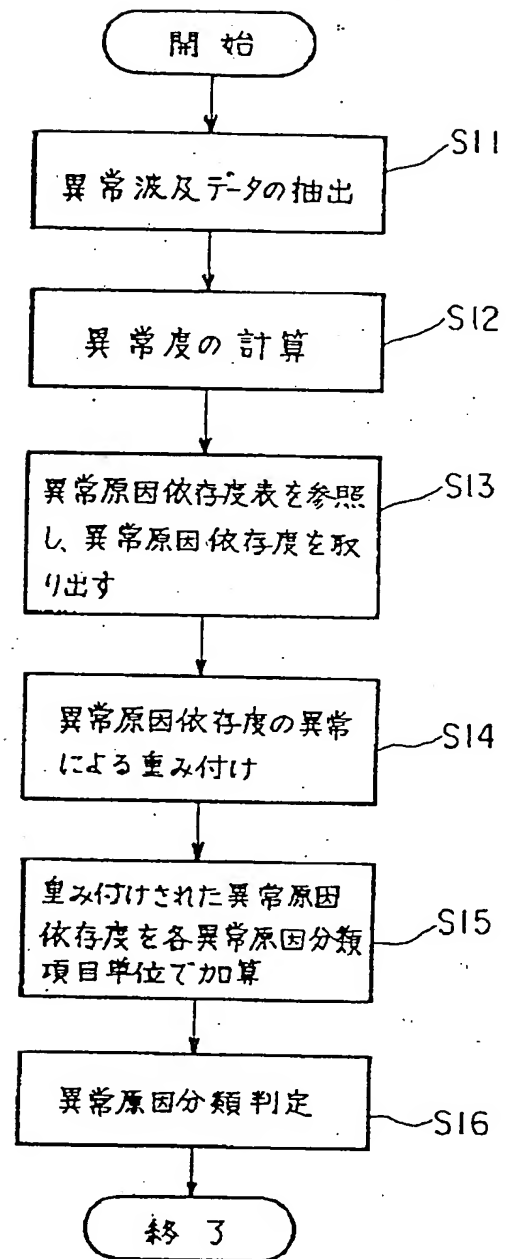 開始
S11
異常波及データの抽出
S12
異常度の計算
S13
異常原因依存度表を参照
し、異常原因依存度を取
り出す
S14
異常原因依存度の異常
による重み付け
S15
重み付けされた異常原因
依存度を各異常原因分類
項目単位で加算
S16
異常原因分類判定
終了